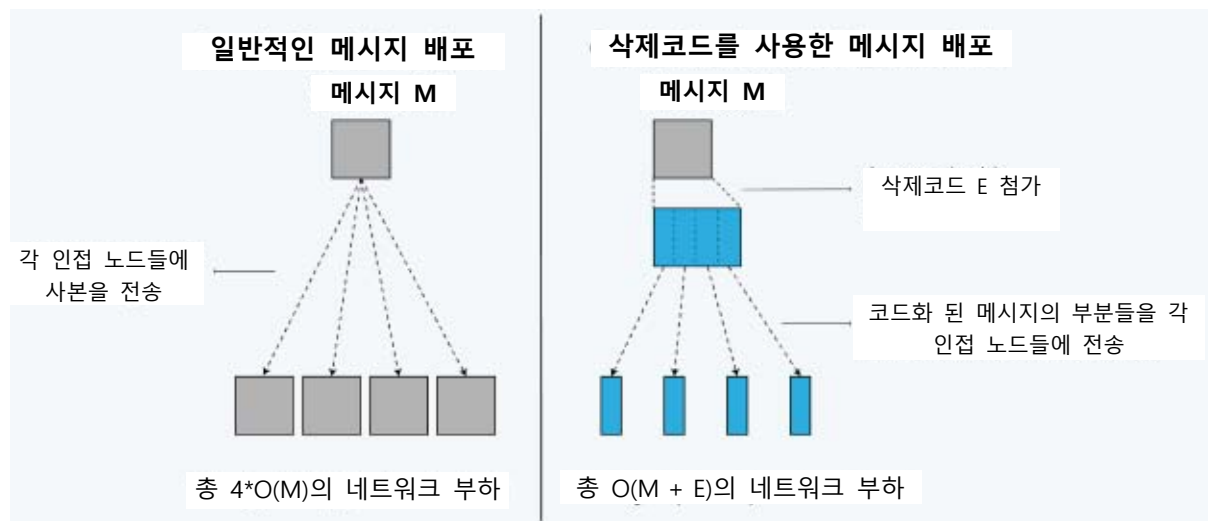 일반적인 메시지 배포
메시지 M
각 인접 노드들에
사본을 전송
총 4*O(M)의 네트워크 부하
삭제코드를 사용한 메시지 배포
메시지 M
삭제코드 E 첨가
코드화 된 메시지의 부분들을 각
인접 노드들에 전송
총 O(M + E)의 네트워크 부하